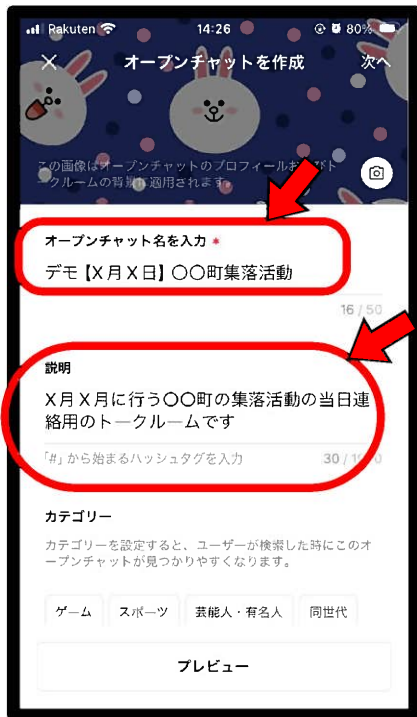 Rakuten 14:26 80%
オープンチャットを作成 次へ
この画像はオープンチャットのプロフィールおよびト
ークルームの背景に適用されます。
オープンチャット名を入力 *
デモ【X月X日】〇〇町集落活動
16 / 50
説明
X月X月に行う〇〇町の集落活動の当日連
絡用のトークルームです
「#」から始まるハッシュタグを入力
30 /
カテゴリー
カテゴリーを設定すると、ユーザーが検索した時にこのオ
ープンチャットが見つかりやすくなります。
ゲーム スポーツ 芸能人・有名人 同世代
プレビュー